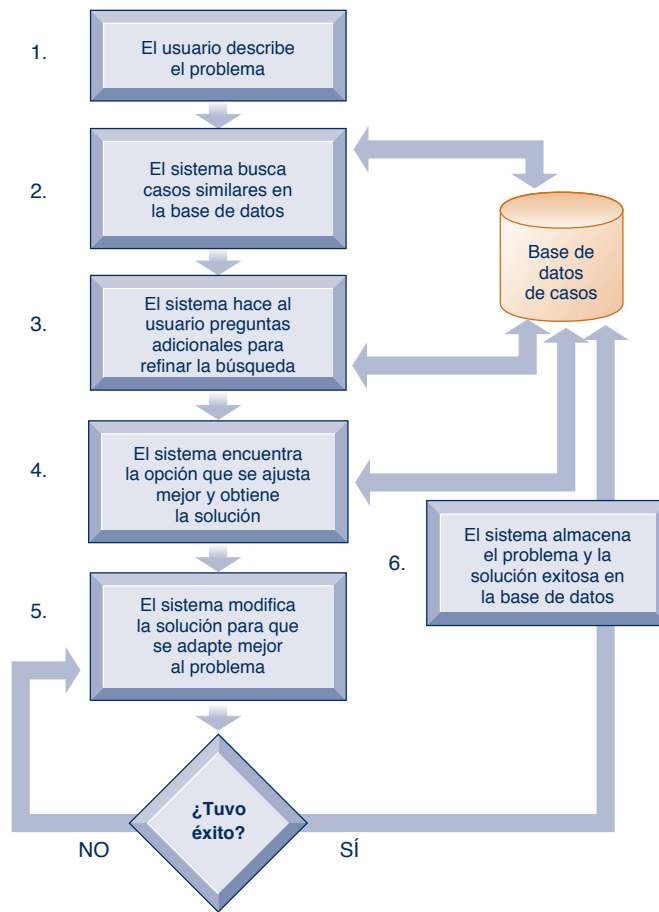 1.
El usuario describe
el problema
2.
El sistema busca
casos similares en
la base de datos
Base de
datos
de casos
3.
El sistema hace al
usuario preguntas
adicionales para
refinar la búsqueda
4.
El sistema encuentra
la opción que se ajusta
mejor y obtiene
la solución
5.
El sistema modifica
la solución para que
se adapte mejor
al problema
6.
El sistema almacena
el problema y la
solución exitosa en
la base de datos
¿Tuvo
éxito?
NO
SÍ